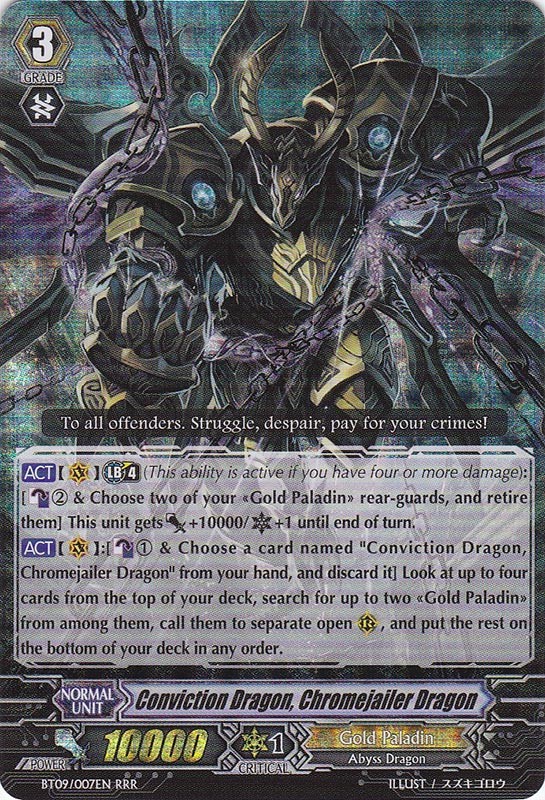 3
GRADE
To all offenders. Struggle, despair, pay for your crimes!
ACT【 】LB 4 (This ability is active if you have four or more damage):
[② & Choose two of your «Gold Paladin» rear-guards, and retire
them] This unit gets +10000/ +1 until end of turn.
ACT【 】:[① & Choose a card named "Conviction Dragon,
Chromejailer Dragon" from your hand, and discard it] Look at up to four
cards from the top of your deck, search for up to two «Gold Paladin»
from among them, call them to separate open R , and put the rest on
the bottom of your deck in any order.
NORMAL
UNIT
Conviction Dragon, Chromejailer Dragon
POWER
10000
1
CRITICAL
Gold Paladin
Abyss Dragon
BT09/007EN RRR
ILLUST / スズキゴロウ